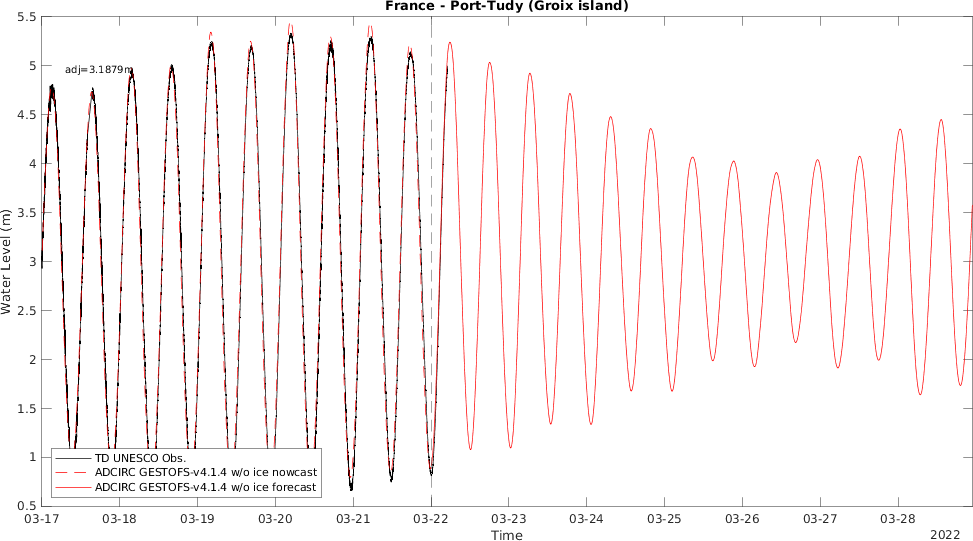 France - Port-Tudy (Groix island)
5.5
5
4.5
4
3.5
3
2.5
2
1.5
1
0.5
Water Level (m)
adj=3.1879m
TD UNESCO Obs.
ADCIRC GESTOFS-v4.1.4 w/o ice nowcast
ADCIRC GESTOFS-v4.1.4 w/o ice forecast
03-17 03-18 03-19 03-20 03-21 03-22 03-23 03-24 03-25 03-26 03-27 03-28
Time
2022